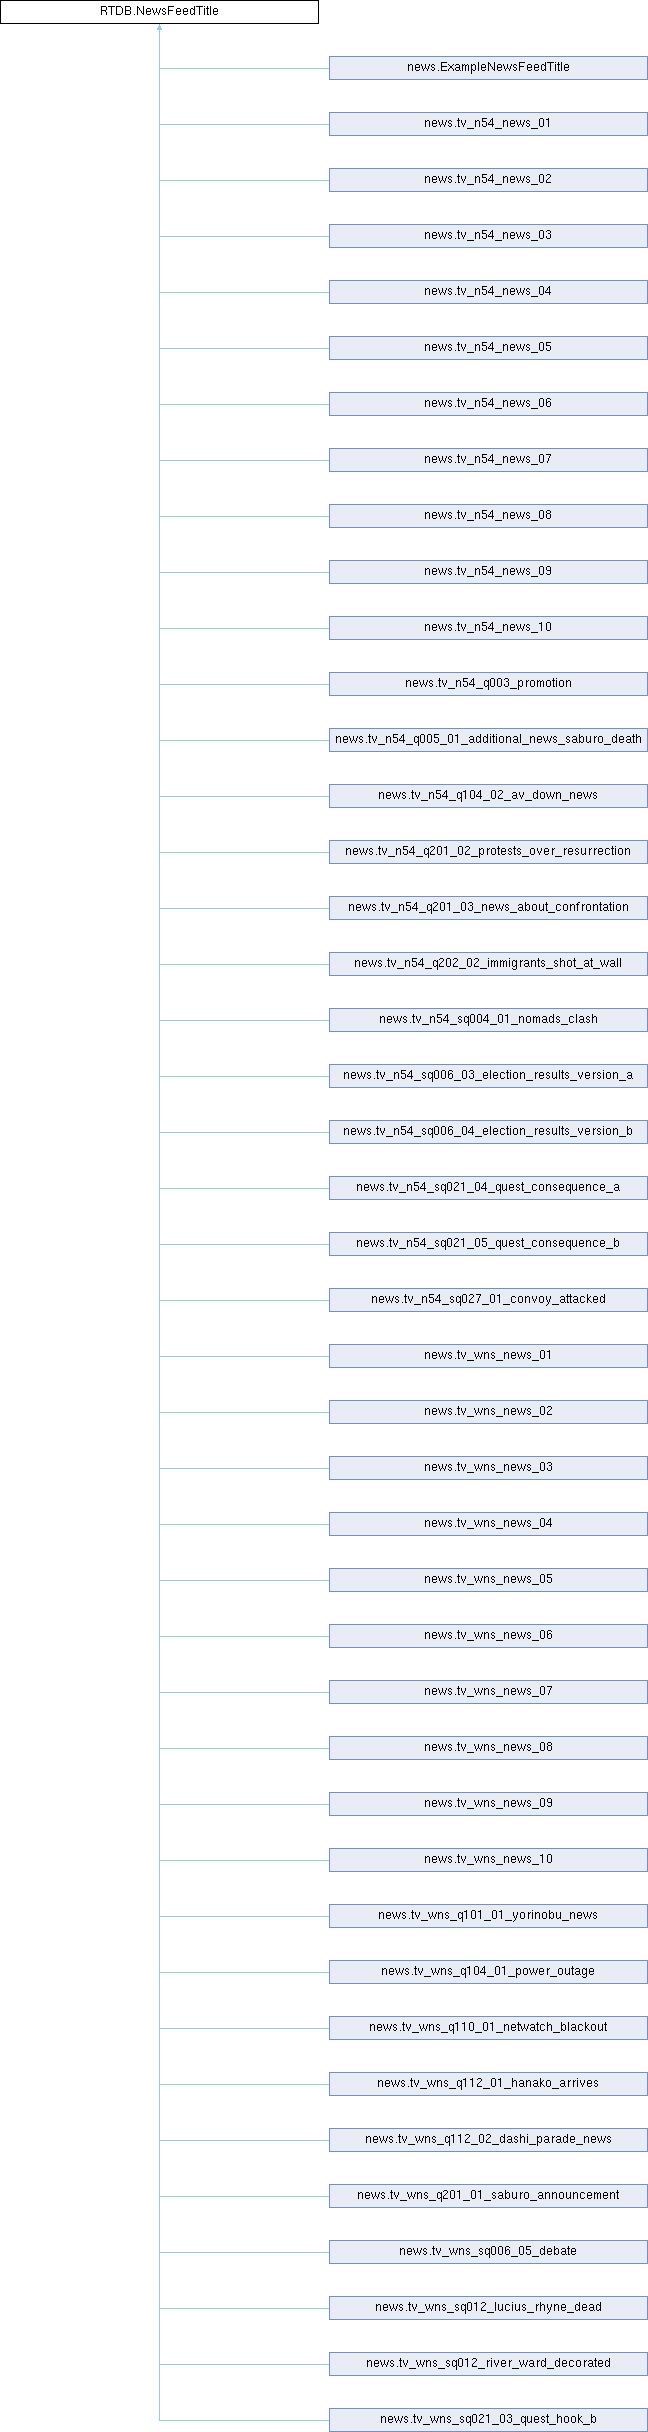 RTDB.NewsFeedTitle
news.ExampleNewsFeedTitle
news.tv_n54_news_01
news.tv_n54_news_02
news.tv_n54_news_03
news.tv_n54_news_04
news.tv_n54_news_05
news.tv_n54_news_06
news.tv_n54_news_07
news.tv_n54_news_08
news.tv_n54_news_09
news.tv_n54_news_10
news.tv_n54_q003_promotion
news.tv_n54_q005_01_additional_news_saburo_death
news.tv_n54_q104_02_av_down_news
news.tv_n54_q201_02_protests_over_resurrection
news.tv_n54_q201_03_news_about_confrontation
news.tv_n54_q202_02_immigrants_shot_at_wall
news.tv_n54_sq004_01_nomads_clash
news.tv_n54_sq006_03_election_results_version_a
news.tv_n54_sq006_04_election_results_version_b
news.tv_n54_sq021_04_quest_consequence_a
news.tv_n54_sq021_05_quest_consequence_b
news.tv_n54_sq027_01_convoy_attacked
news.tv_wns_news_01
news.tv_wns_news_02
news.tv_wns_news_03
news.tv_wns_news_04
news.tv_wns_news_05
news.tv_wns_news_06
news.tv_wns_news_07
news.tv_wns_news_08
news.tv_wns_news_09
news.tv_wns_news_10
news.tv_wns_q101_01_yorinobu_news
news.tv_wns_q104_01_power_outage
news.tv_wns_q110_01_netwatch_blackout
news.tv_wns_q112_01_hanako_arrives
news.tv_wns_q112_02_dashi_parade_news
news.tv_wns_q201_01_saburo_announcement
news.tv_wns_sq006_05_debate
news.tv_wns_sq012_lucius_rhyne_dead
news.tv_wns_sq012_river_ward_decorated
news.tv_wns_sq021_03_quest_hook_b